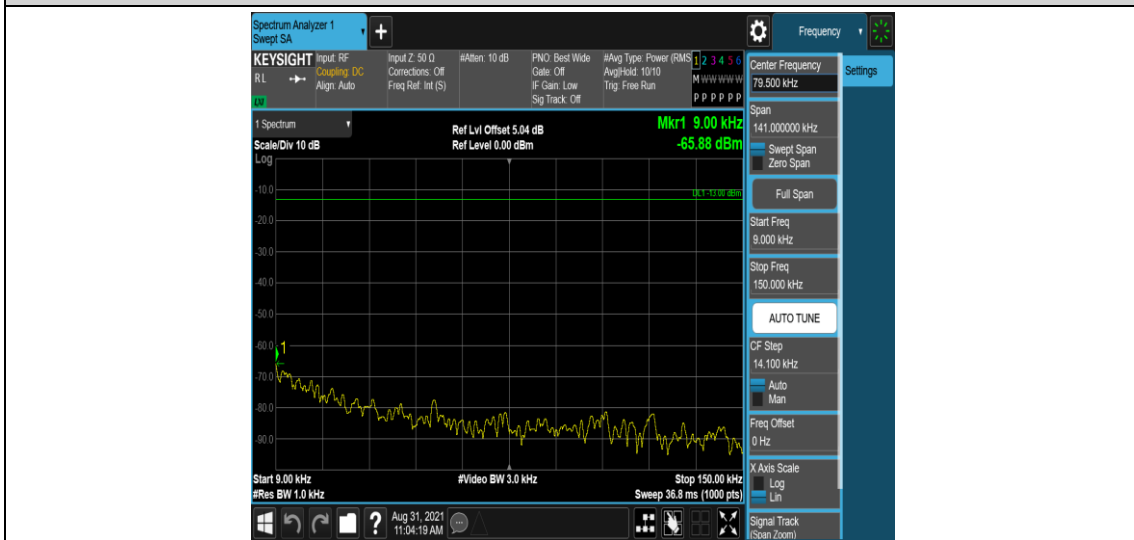 Spectrum Analyzer 1
Swept SA
+
Frequency
KEYSIGHT
RL
LXI
Input: RF
Coupling: DC
Align: Auto
Input Z: 50 Ω
Corrections: Off
Freq Ref: Int (S)
#Atten: 10 dB
PNO: Best Wide
Gate: Off
IF Gain: Low
Sig Track: Off
#Avg Type: Power (RMS
Avg|Hold: 10/10
Trig: Free Run
1 2 3 4 5 6
M W W W W W
P P P P P P
1 Spectrum
Scale/Div 10 dB
Log
Ref Lvl Offset 5.04 dB
Ref Level 0.00 dBm
Mkr1 9.00 kHz
-65.88 dBm
DL1 -13.00 dBm
-10.0
-20.0
-30.0
-40.0
-50.0
-60.0
1
-70.0
-80.0
-90.0
Start 9.00 kHz
#Res BW 1.0 kHz
#Video BW 3.0 kHz
Stop 150.00 kHz
Sweep 36.8 ms (1000 pts)
Center Frequency
79.500 kHz
Settings
Span
141.000000 kHz
Swept Span
Zero Span
Full Span
Start Freq
9.000 kHz
Stop Freq
150.000 kHz
AUTO TUNE
CF Step
14.100 kHz
Auto
Man
Freq Offset
0 Hz
X Axis Scale
Log
Lin
Signal Track
(Span Zoom)
?
Aug 31, 2021
11:04:19 AM